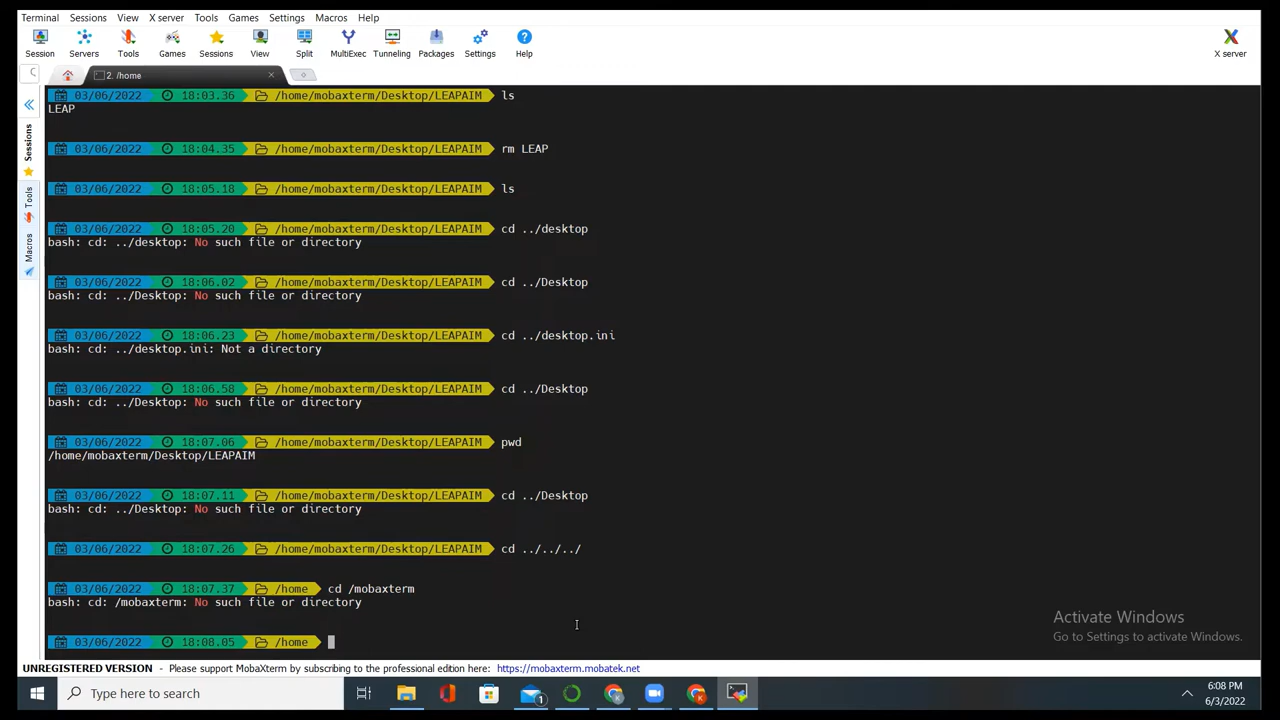 Terminal Sessions View X server Tools Games Settings Macros Help
Session Servers Tools Games Sessions View Split MultiExec Tunneling Packages Settings Help X server
2. /home
Sessions
Tools
Macros
03/06/2022 18:03.36 /home/mobaxterm/Desktop/LEAPAIM ls
LEAP
03/06/2022 18:04.35 /home/mobaxterm/Desktop/LEAPAIM rm LEAP
03/06/2022 18:05.18 /home/mobaxterm/Desktop/LEAPAIM ls
03/06/2022 18:05.20 /home/mobaxterm/Desktop/LEAPAIM cd ../desktop
bash: cd: ../desktop: No such file or directory
03/06/2022 18:06.02 /home/mobaxterm/Desktop/LEAPAIM cd ../Desktop
bash: cd: ../Desktop: No such file or directory
03/06/2022 18:06.23 /home/mobaxterm/Desktop/LEAPAIM cd ../desktop.ini
bash: cd: ../desktop.ini: Not a directory
03/06/2022 18:06.58 /home/mobaxterm/Desktop/LEAPAIM cd ../Desktop
bash: cd: ../Desktop: No such file or directory
03/06/2022 18:07.06 /home/mobaxterm/Desktop/LEAPAIM pwd
/home/mobaxterm/Desktop/LEAPAIM
03/06/2022 18:07.11 /home/mobaxterm/Desktop/LEAPAIM cd ../Desktop
bash: cd: ../Desktop: No such file or directory
03/06/2022 18:07.26 /home/mobaxterm/Desktop/LEAPAIM cd ../../../
03/06/2022 18:07.37 /home cd /mobaxterm
bash: cd: /mobaxterm: No such file or directory
03/06/2022 18:08.05 /home
Activate Windows
Go to Settings to activate Windows.
UNREGISTERED VERSION - Please support MobaXterm by subscribing to the professional edition here: https://mobaxterm.mobatek.net
Type here to search
1
6:08 PM
6/3/2022